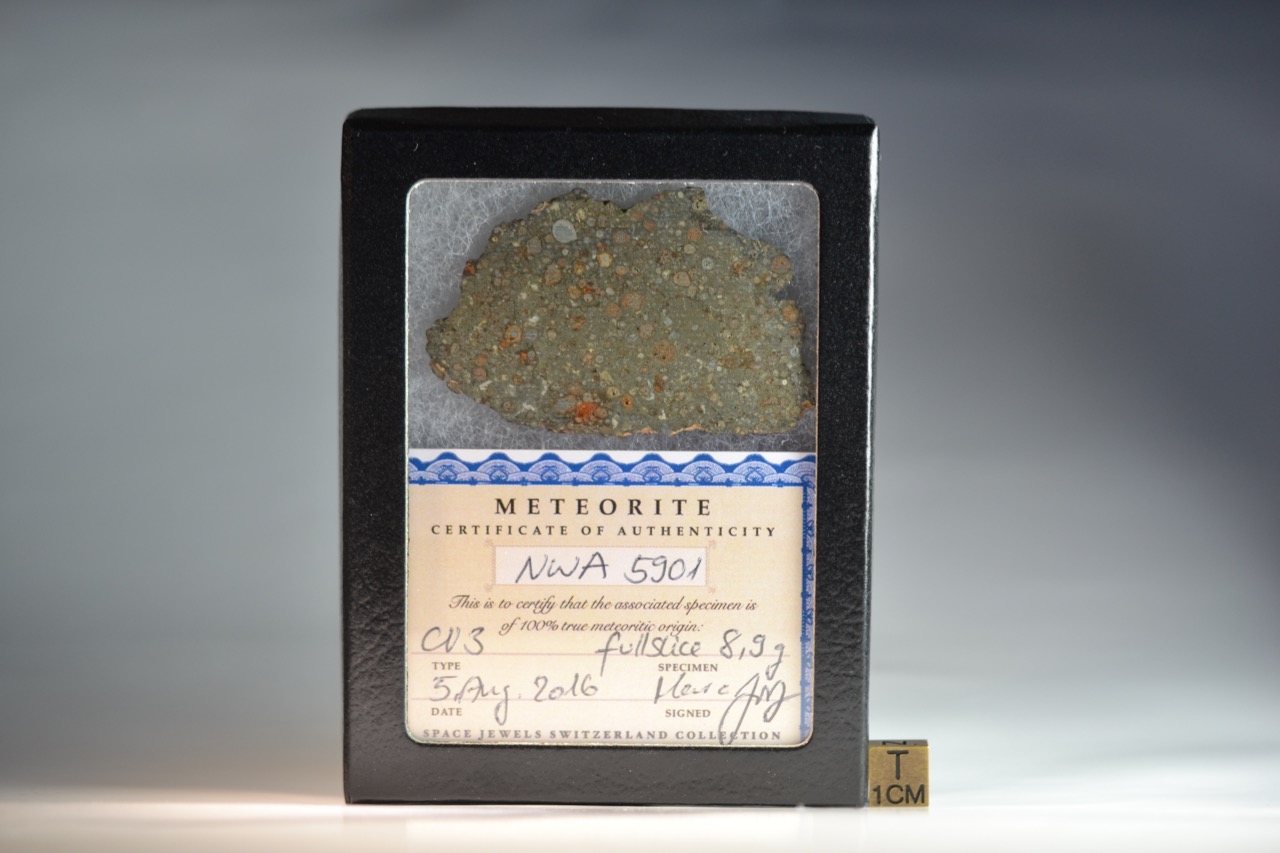 METEORITE
CERTIFICATE OF AUTHENTICITY
NWA 5901
This is to certify that the associated specimen is
of 100% true meteoritic origin:
CV3 fullslice 8,9g
TYPE SPECIMEN
5. Aug. 2016
DATE SIGNED
SPACE JEWELS SWITZERLAND COLLECTION
N
T
1CM